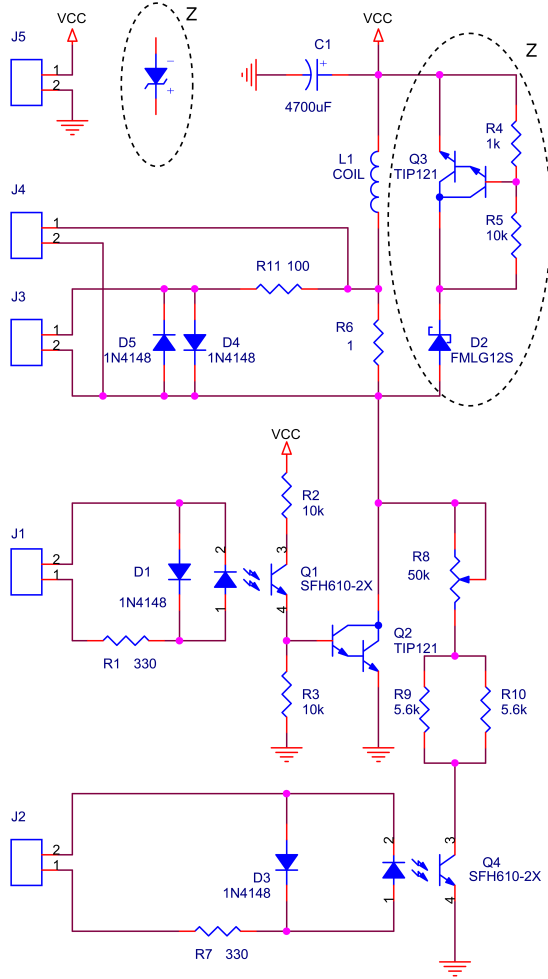 Z
VCC
J5
1
2
−
+
VCC
C1
+
4700uF
Z
R4
1k
L1
COIL
Q3
TIP121
R5
10k
J4
1
2
R11 100
J3
1
2
D5
1N4148
D4
1N4148
R6
1
D2
FMLG12S
VCC
R2
10k
J1
2
1
D1
1N4148
2
1
3
4
Q1
SFH610-2X
R8
50k
R1 330
Q2
TIP121
R3
10k
R9
5.6k
R10
5.6k
J2
2
1
D3
1N4148
2
1
3
4
Q4
SFH610-2X
R7 330